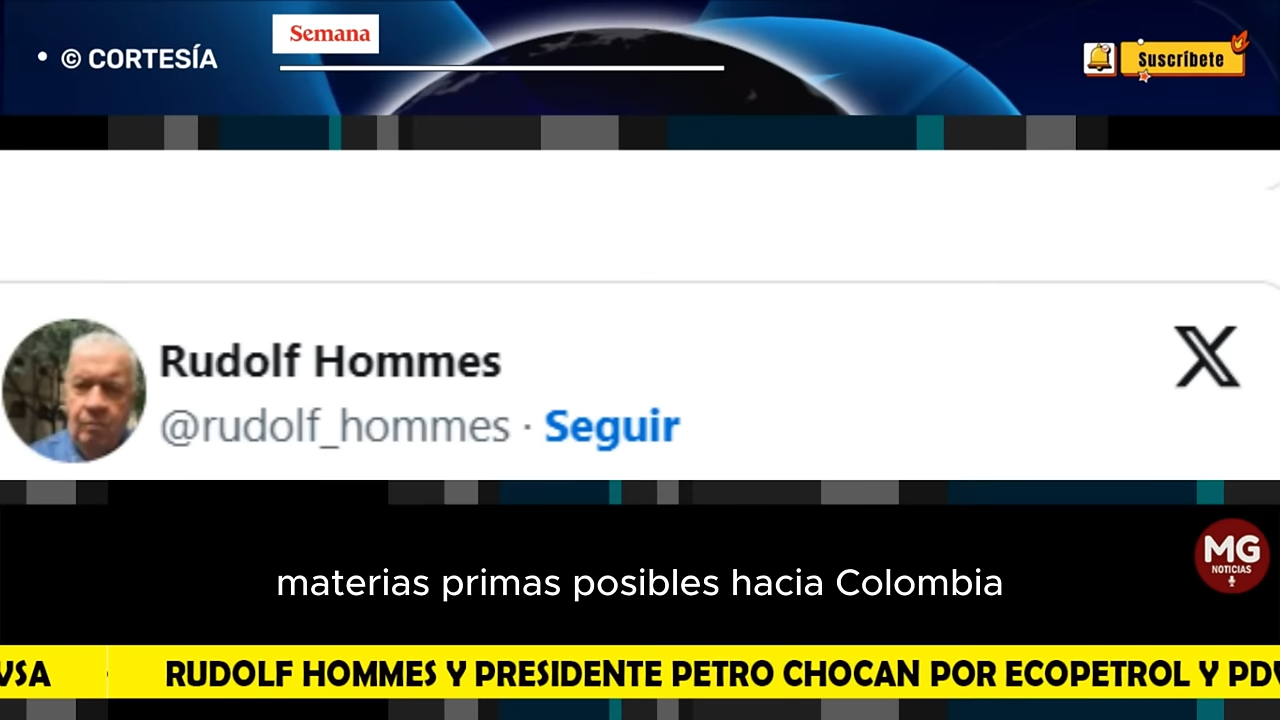 • © CORTESÍA
Semana
Suscríbete
Rudolf Hommes
@rudolf_hommes · Seguir
MG
NOTICIAS
materias primas posibles hacia Colombia
VSA RUDOLF HOMMES Y PRESIDENTE PETRO CHOCAN POR ECOPETROL Y PDV